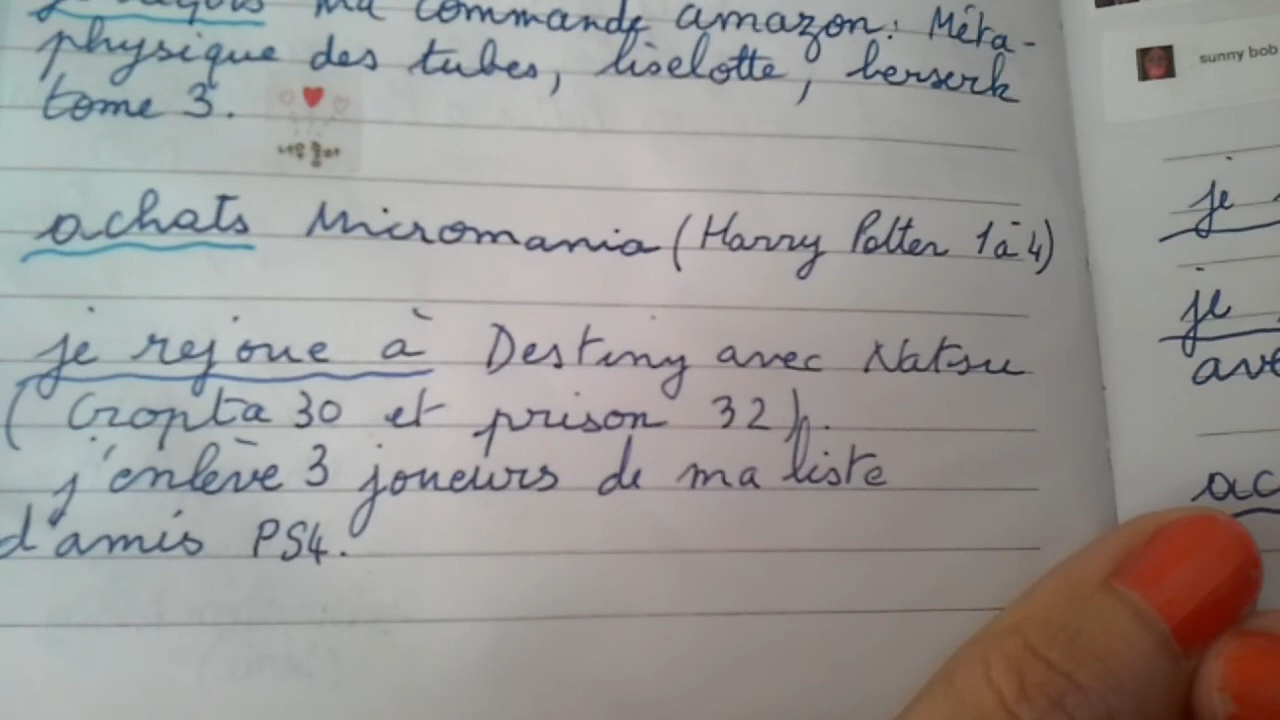 ma commande amazon: Méta-
physique des tubes, liselotte, berserk
tome 3.
achats Micromania (Harry Potter 1 à 4)
je rejoue à Destiny avec Natsu
(Cropta 30 et prison 32).
j'enlève 3 joueurs de ma liste
d'amis PS4.
sunny bob
je
je